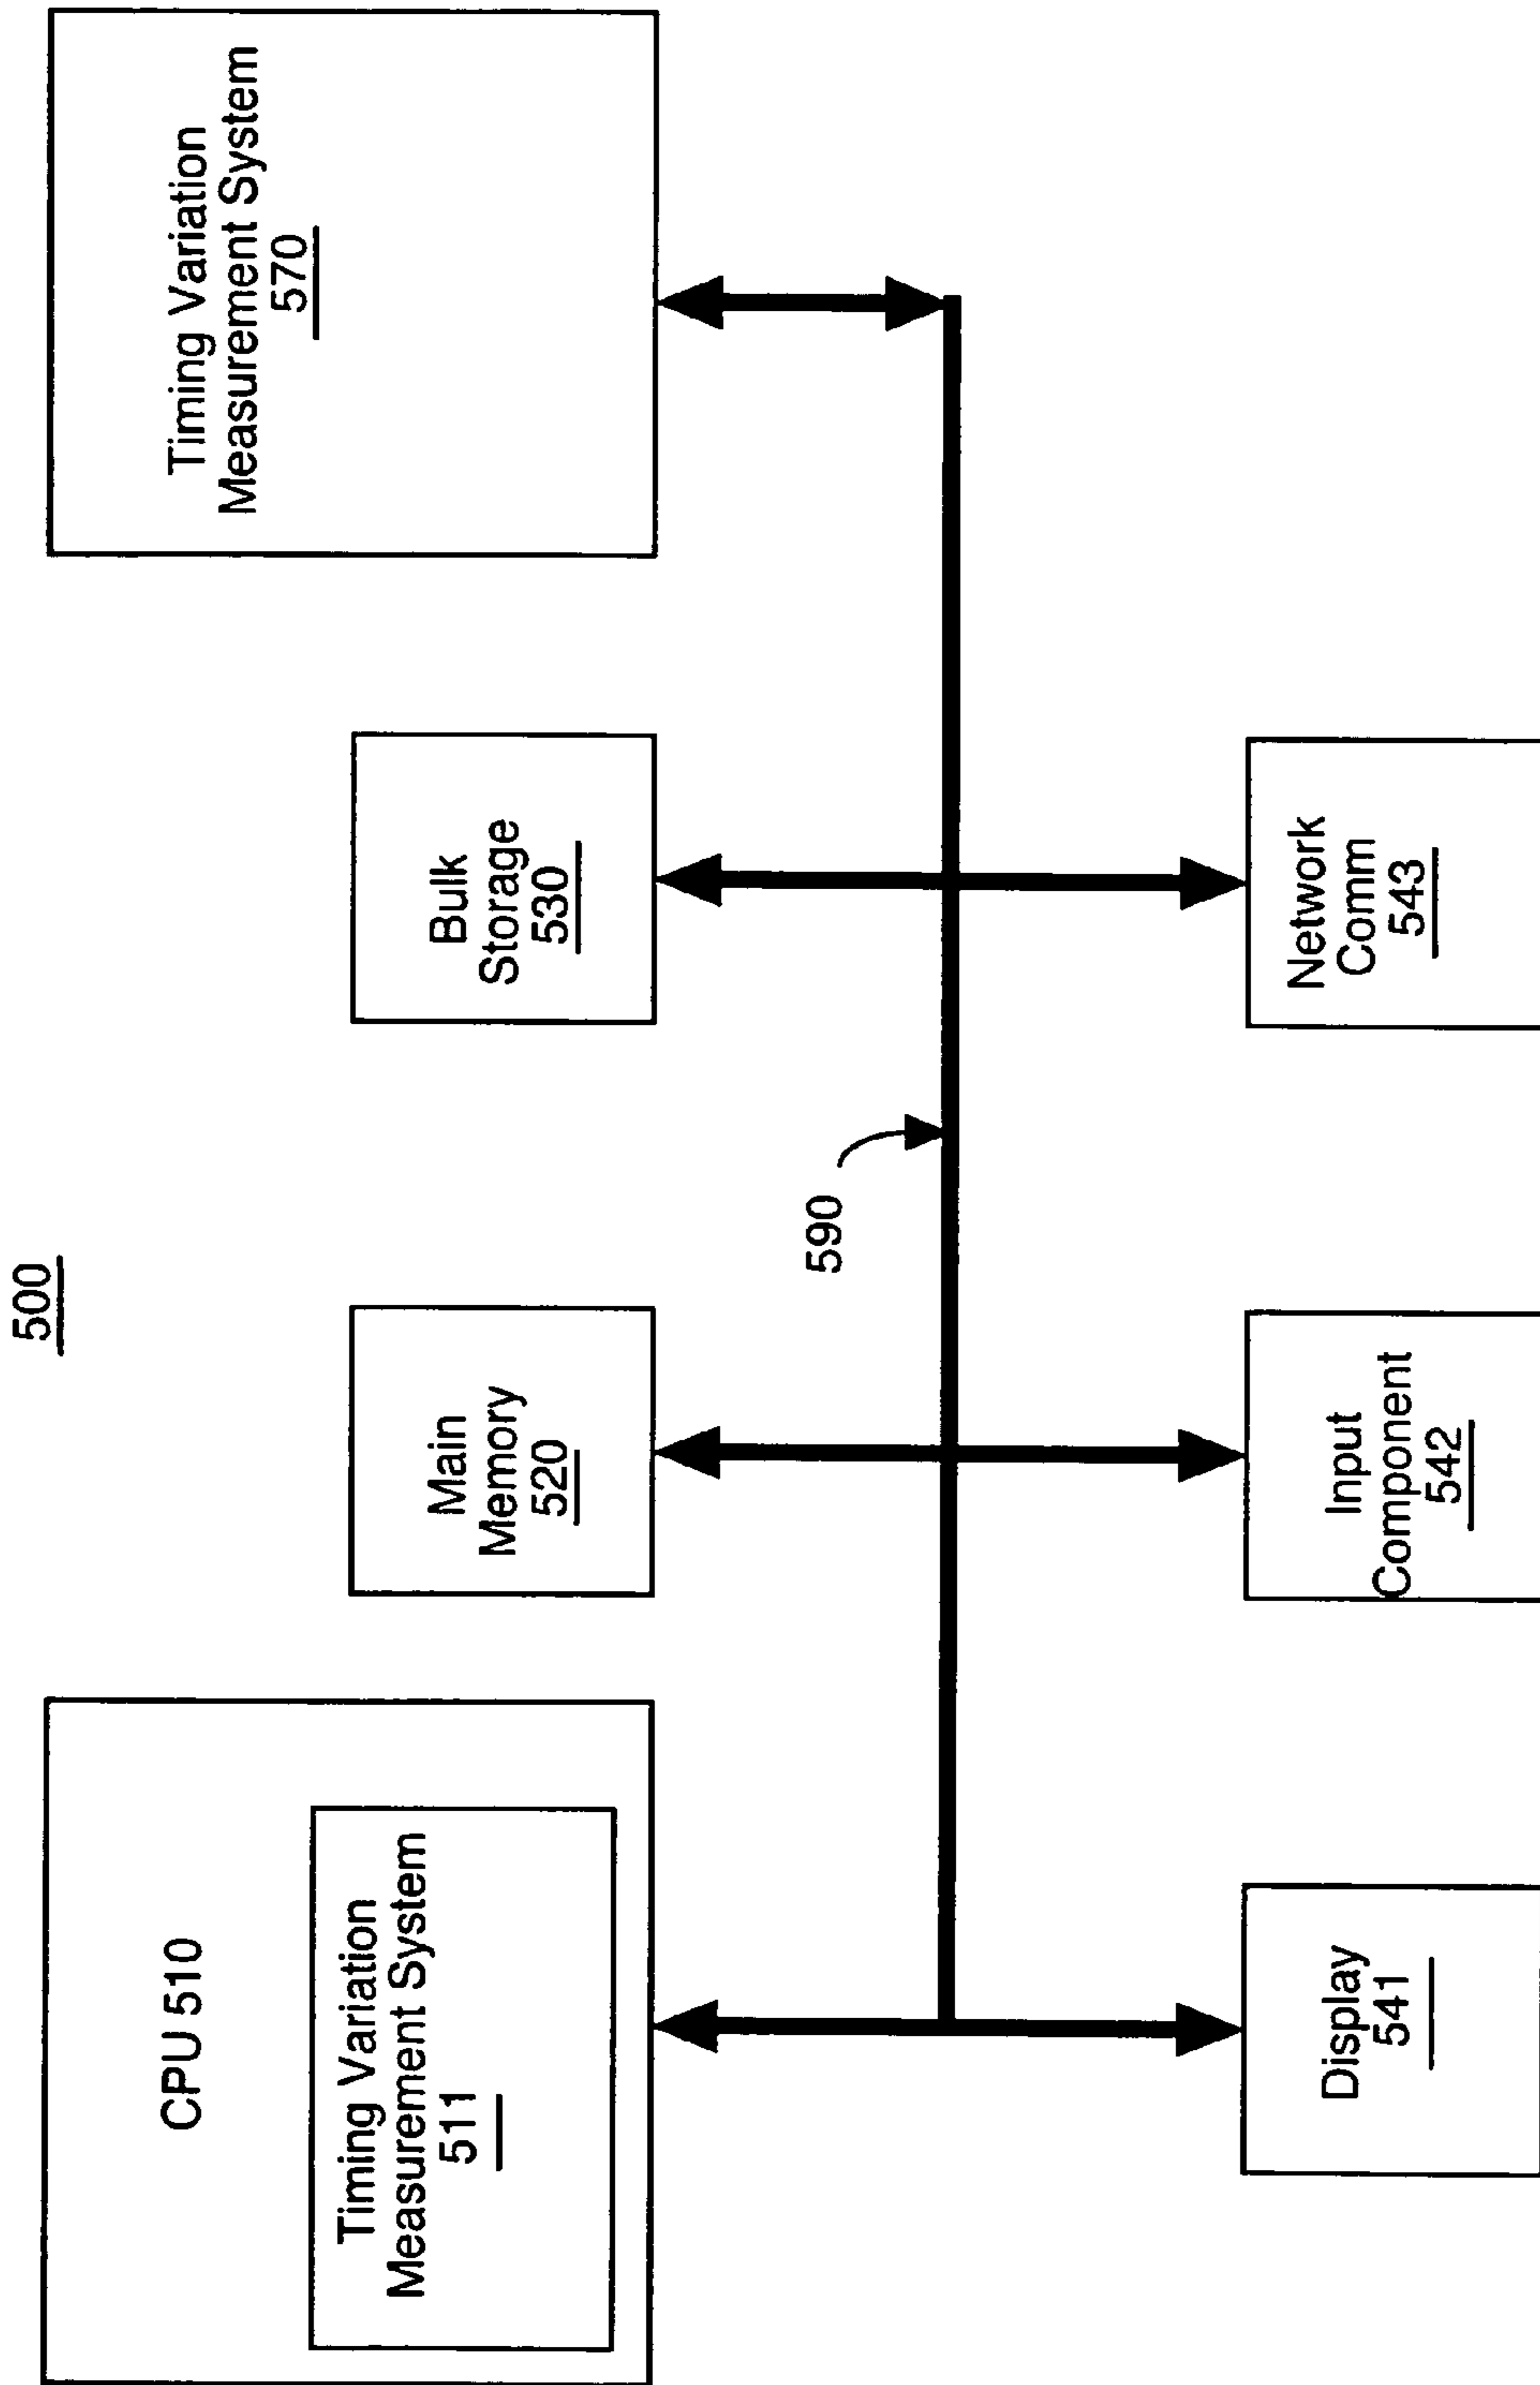 500
CPU 510
Timing Variation
Measurement System
511
Main
Memory
520
Bulk
Storage
530
Timing Variation
Measurement System
570
590
Display
541
Input
Component
542
Network
Comm
543